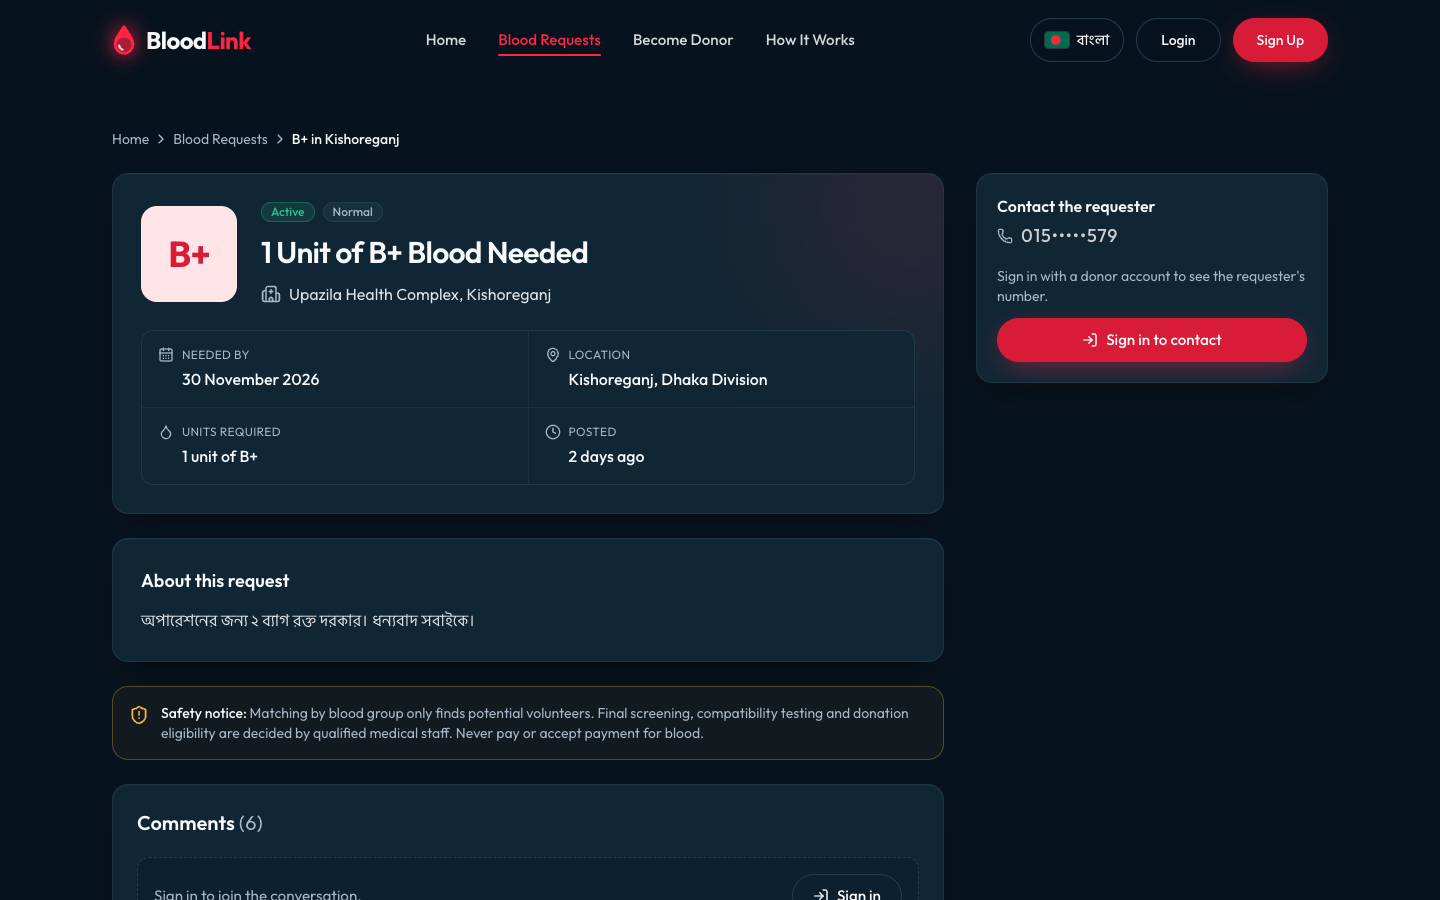 BloodLink
Home
Blood Requests
Become Donor
How It Works
বাংলা
Login
Sign Up
Home > Blood Requests > B+ in Kishoreganj
B+
Active
Normal
1 Unit of B+ Blood Needed
Upazila Health Complex, Kishoreganj
NEEDED BY
30 November 2026
LOCATION
Kishoreganj, Dhaka Division
UNITS REQUIRED
1 unit of B+
POSTED
2 days ago
Contact the requester
015•••••579
Sign in with a donor account to see the requester's
number.
Sign in to contact
About this request
অপারেশনের জন্য ২ ব্যাগ রক্ত দরকার। ধন্যবাদ সবাইকে।
Safety notice: Matching by blood group only finds potential volunteers. Final screening, compatibility testing and donation
eligibility are decided by qualified medical staff. Never pay or accept payment for blood.
Comments (6)
Sign in to join the conversation.
Sign in